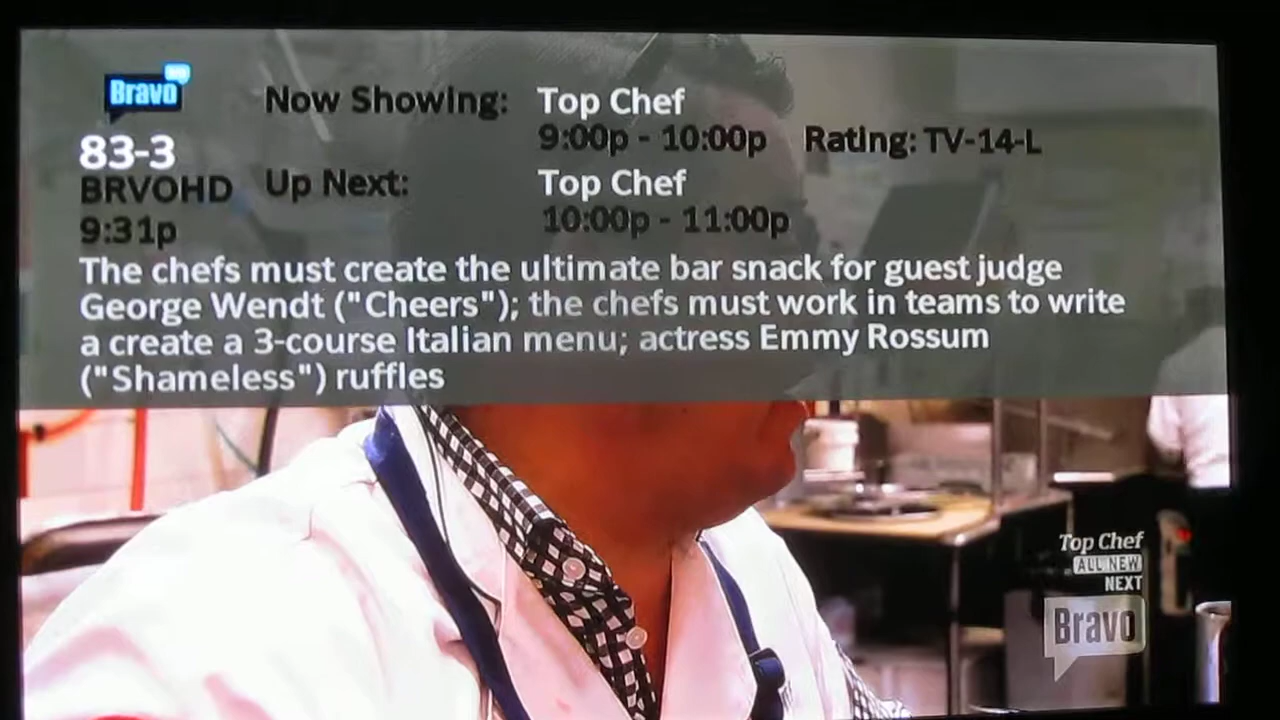 Bravo HD
Now Showing: Top Chef
83-3
9:00p - 10:00p Rating: TV-14-L
BRVOHD
Up Next: Top Chef
9:31p
10:00p - 11:00p
The chefs must create the ultimate bar snack for guest judge
George Wendt ("Cheers"); the chefs must work in teams to write
a create a 3-course Italian menu; actress Emmy Rossum
("Shameless") ruffles
Top Chef
ALL NEW
NEXT
Bravo